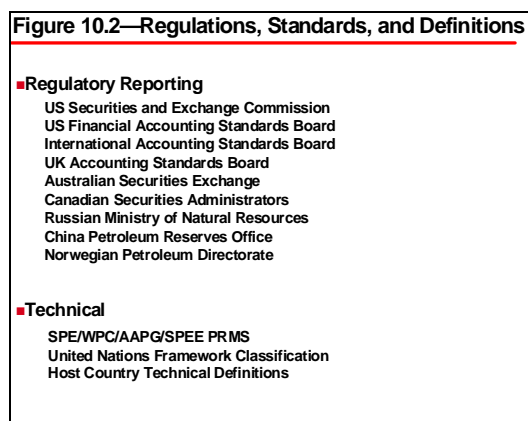 Figure 10.2—Regulations, Standards, and Definitions
■Regulatory Reporting
US Securities and Exchange Commission
US Financial Accounting Standards Board
International Accounting Standards Board
UK Accounting Standards Board
Australian Securities Exchange
Canadian Securities Administrators
Russian Ministry of Natural Resources
China Petroleum Reserves Office
Norwegian Petroleum Directorate
■Technical
SPE/WPC/AAPG/SPEE PRMS
United Nations Framework Classification
Host Country Technical Definitions